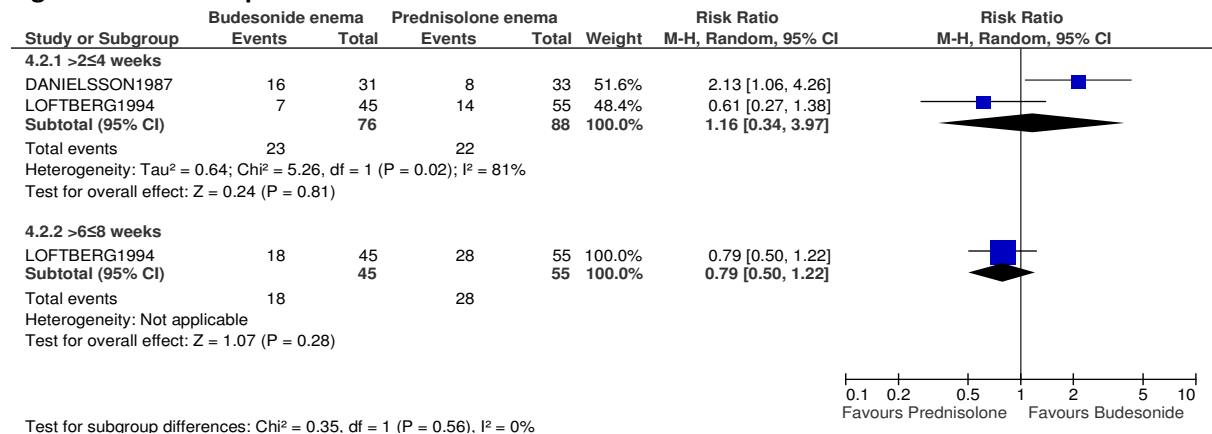 Budesonide enema Prednisolone enema Risk Ratio Risk Ratio
Study or Subgroup Events Total Events Total Weight M-H, Random, 95% CI M-H, Random, 95% CI
4.2.1 >2≤4 weeks
DANIELSSON1987 16 31 8 33 51.6% 2.13 [1.06, 4.26]
LOFTBERG1994 7 45 14 55 48.4% 0.61 [0.27, 1.38]
Subtotal (95% CI) 76 88 100.0% 1.16 [0.34, 3.97]
Total events 23 22
Heterogeneity: Tau² = 0.64; Chi² = 5.26, df = 1 (P = 0.02); I² = 81%
Test for overall effect: Z = 0.24 (P = 0.81)
4.2.2 >6≤8 weeks
LOFTBERG1994 18 45 28 55 100.0% 0.79 [0.50, 1.22]
Subtotal (95% CI) 45 55 100.0% 0.79 [0.50, 1.22]
Total events 18 28
Heterogeneity: Not applicable
Test for overall effect: Z = 1.07 (P = 0.28)
0.1 0.2 0.5 1 2 5 10
Favours Prednisolone Favours Budesonide
Test for subgroup differences: Chi² = 0.35, df = 1 (P = 0.56), I² = 0%